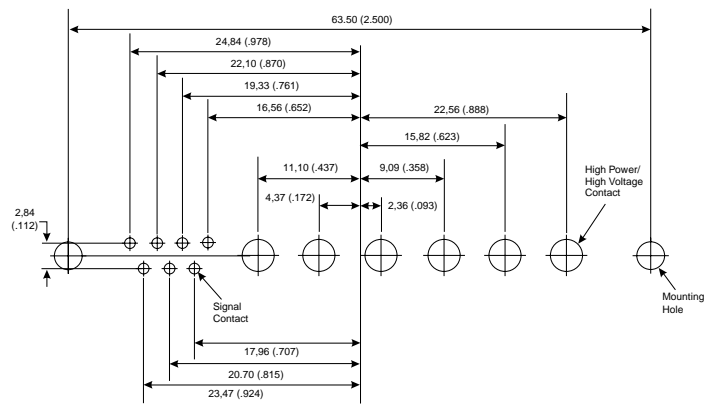 63.50 (2.500)
24,84 (.978)
22,10 (.870)
19,33 (.761)
16,56 (.652)
22,56 (.888)
15,82 (.623)
11,10 (.437)
9,09 (.358)
High Power/
High Voltage
Contact
4,37 (.172)
2,36 (.093)
2,84
(.112)
Signal
Contact
Mounting
Hole
17,96 (.707)
20.70 (.815)
23,47 (.924)